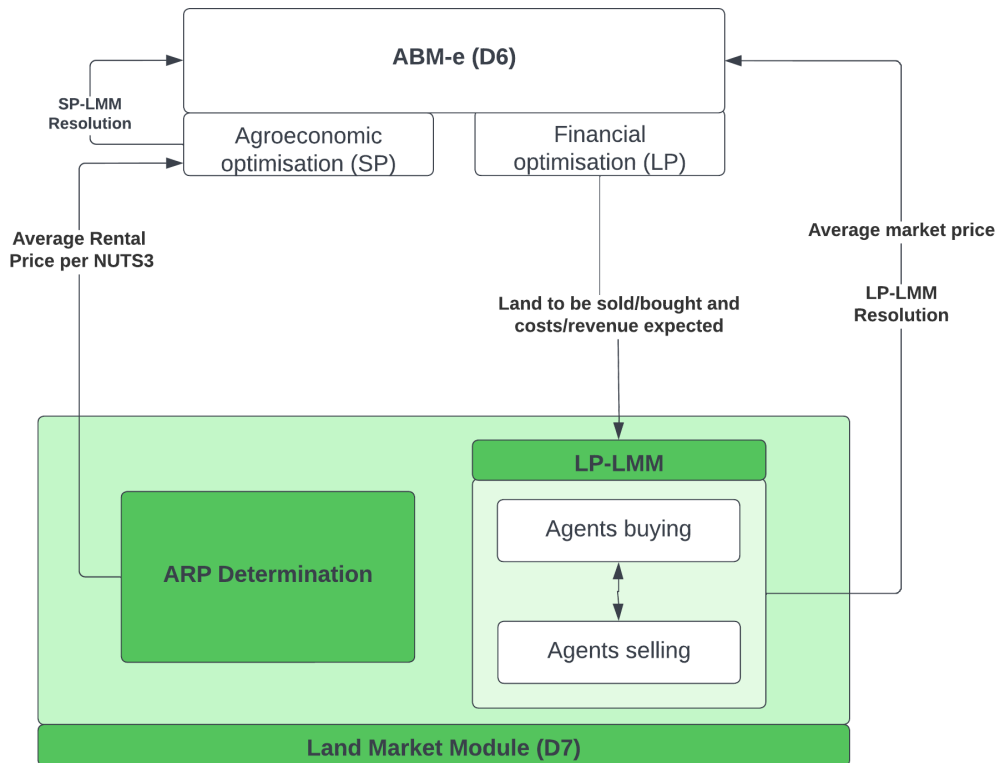 ABM-e (D6)
SP-LMM
Resolution
Agroeconomic
optimisation (SP)
Financial
optimisation (LP)
Average Rental
Price per NUTS3
Average market price
Land to be sold/bought and
costs/revenue expected
LP-LMM
Resolution
LP-LMM
Agents buying
ARP Determination
Agents selling
Land Market Module (D7)